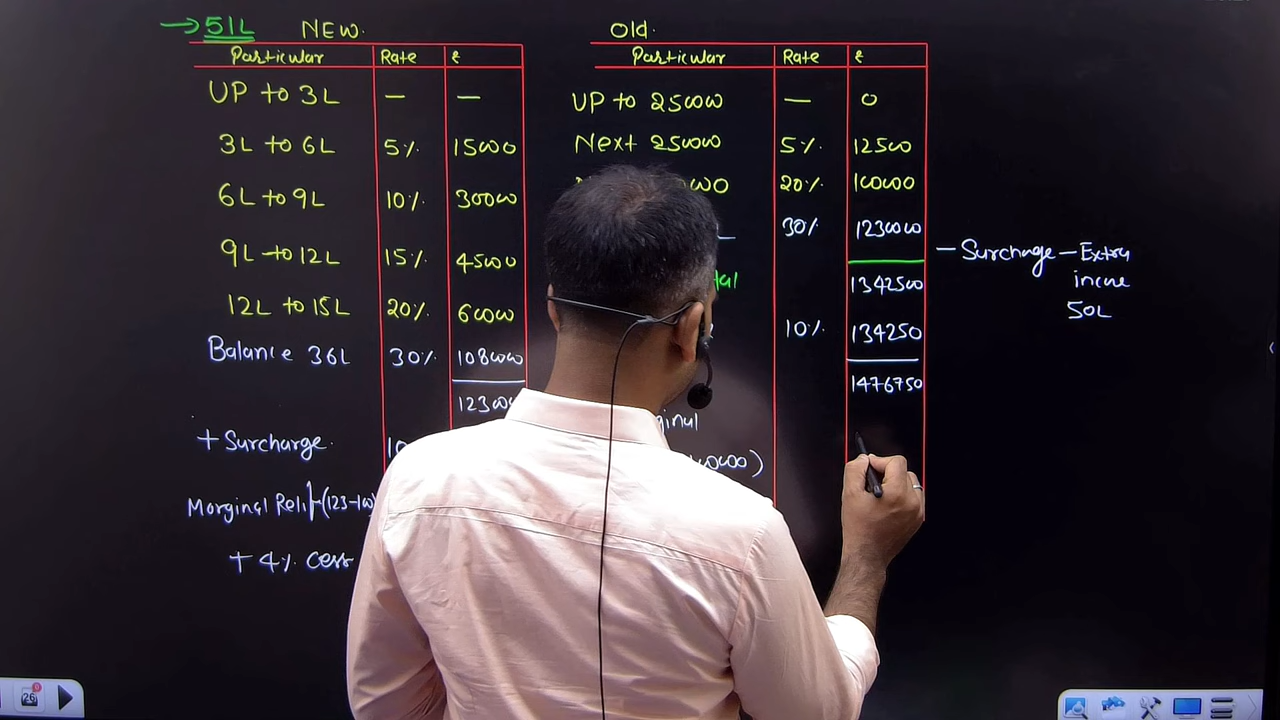 → 51L NEW.
Particular Rate ₹
UP to 3L — —
3L to 6L 5% 15000
6L to 9L 10% 30000
9L to 12L 15% 45000
12L to 15L 20% 60000
Balance 36L 30% 1080000
+ Surcharge
Marginal
+ 4% cess
Old.
Particular Rate ₹
UP to 250000 — 0
Next 250000 5% 12500
20% 100000
30% 1230000
1342500
10% 134250
1476750
— Surcharge — Extra
50L
26